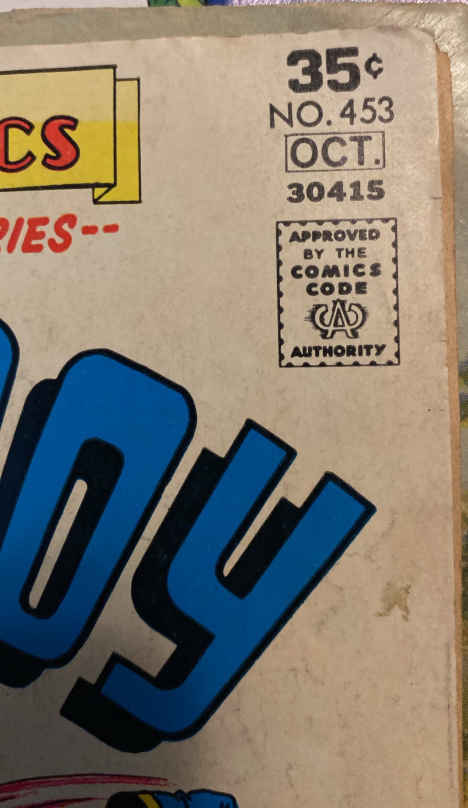 35¢
NO. 453
OCT.
30415
CS
RIES--
APPROVED
BY THE
COMICS
CODE
CA
AUTHORITY
OY